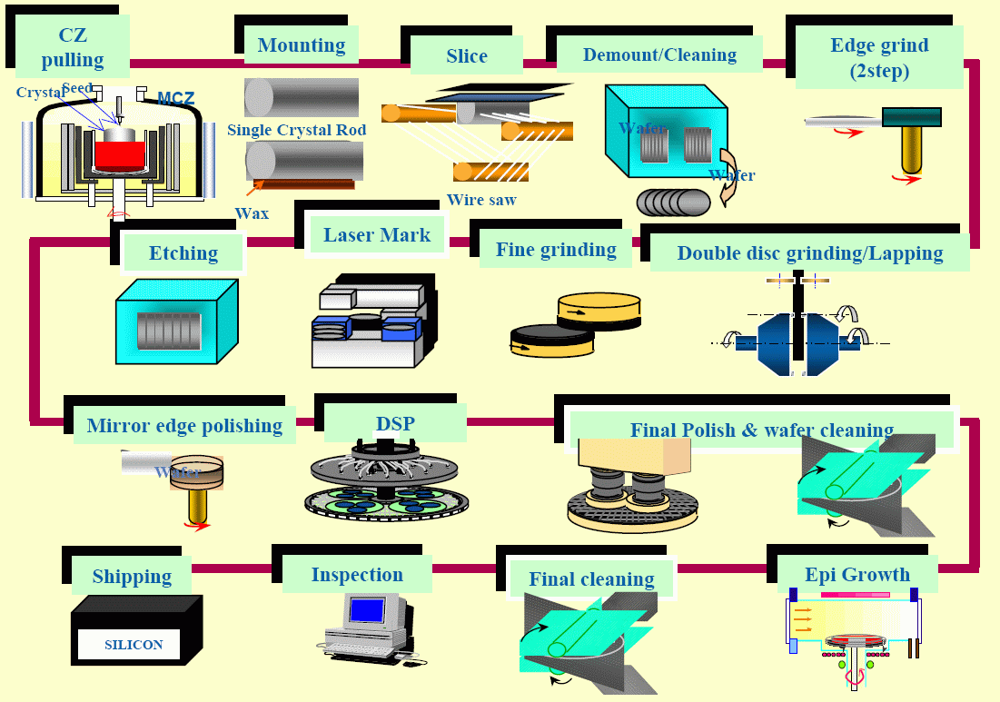 CZ
pulling
Mounting
Slice
Demount/Cleaning
Edge grind
(2step)
Crystal
Seed
MCZ
Single Crystal Rod
Wax
Wire saw
Wafer
Wafer
Etching
Laser Mark
Fine grinding
Double disc grinding/Lapping
Mirror edge polishing
DSP
Final Polish & wafer cleaning
Wafer
Shipping
Inspection
Final cleaning
Epi Growth
SILICON